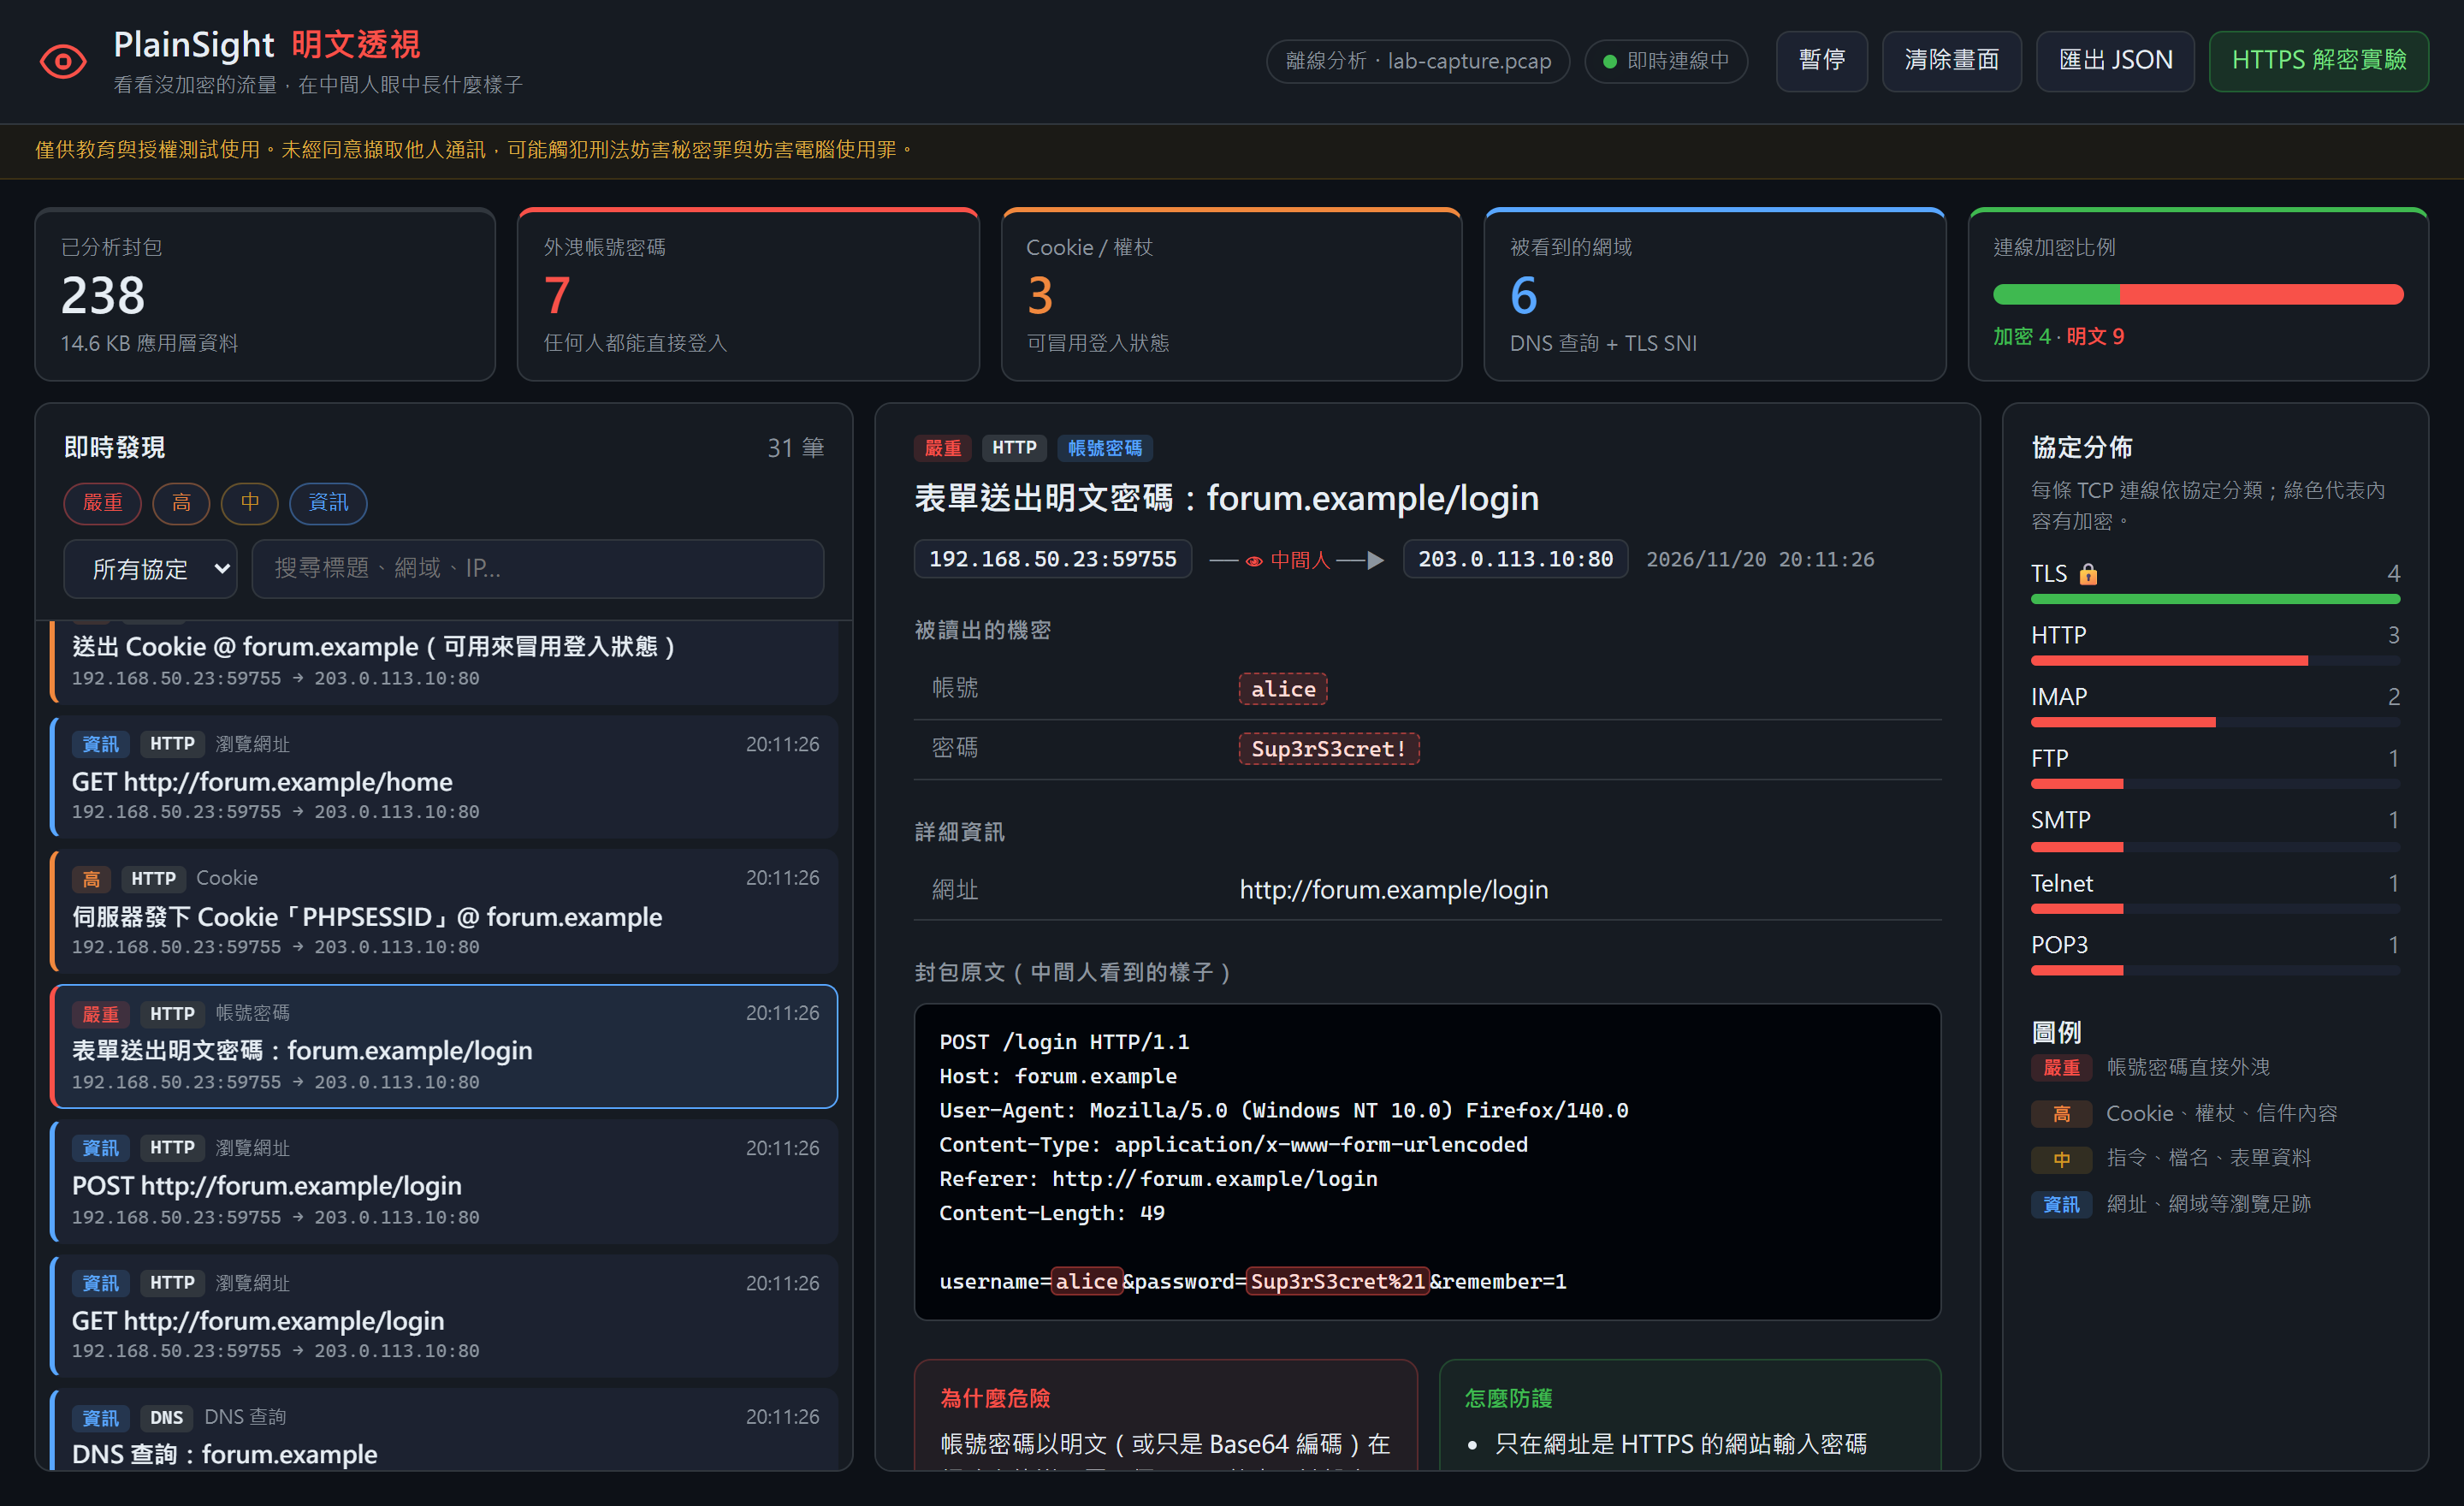 PlainSight 明文透視
看看沒加密的流量，在中間人眼中長什麼樣子
離線分析 · lab-capture.pcap
即時連線中
暫停
清除畫面
匯出 JSON
HTTPS 解密實驗
僅供教育與授權測試使用。未經同意擷取他人通訊，可能觸犯刑法妨害秘密罪與妨害電腦使用罪。
已分析封包
238
14.6 KB 應用層資料
外洩帳號密碼
7
任何人都能直接登入
Cookie / 權杖
3
可冒用登入狀態
被看到的網域
6
DNS 查詢 + TLS SNI
連線加密比例
加密 4 · 明文 9
即時發現
31 筆
嚴重
高
中
資訊
所有協定
搜尋標題、網域、IP...
送出 Cookie @ forum.example（可用來冒用登入狀態）
192.168.50.23:59755 → 203.0.113.10:80
資訊 HTTP 瀏覽網址 20:11:26
GET http://forum.example/home
192.168.50.23:59755 → 203.0.113.10:80
高 HTTP Cookie 20:11:26
伺服器發下 Cookie「PHPSESSID」@ forum.example
192.168.50.23:59755 → 203.0.113.10:80
嚴重 HTTP 帳號密碼 20:11:26
表單送出明文密碼：forum.example/login
192.168.50.23:59755 → 203.0.113.10:80
資訊 HTTP 瀏覽網址 20:11:26
POST http://forum.example/login
192.168.50.23:59755 → 203.0.113.10:80
資訊 HTTP 瀏覽網址 20:11:26
GET http://forum.example/login
192.168.50.23:59755 → 203.0.113.10:80
資訊 DNS DNS 查詢 20:11:26
DNS 查詢：forum.example
嚴重 HTTP 帳號密碼
表單送出明文密碼：forum.example/login
192.168.50.23:59755 中間人 203.0.113.10:80 2026/11/20 20:11:26
被讀出的機密
帳號 alice
密碼 Sup3rS3cret!
詳細資訊
網址 http://forum.example/login
封包原文（中間人看到的樣子）
POST /login HTTP/1.1
Host: forum.example
User-Agent: Mozilla/5.0 (Windows NT 10.0) Firefox/140.0
Content-Type: application/x-www-form-urlencoded
Referer: http://forum.example/login
Content-Length: 49
username=alice&password=Sup3rS3cret%21&remember=1
為什麼危險
帳號密碼以明文（或只是 Base64 編碼）在
怎麼防護
• 只在網址是 HTTPS 的網站輸入密碼
協定分佈
每條 TCP 連線依協定分類；綠色代表內
容有加密。
TLS 🔒 4
HTTP 3
IMAP 2
FTP 1
SMTP 1
Telnet 1
POP3 1
圖例
嚴重 帳號密碼直接外洩
高 Cookie、權杖、信件內容
中 指令、檔名、表單資料
資訊 網址、網域等瀏覽足跡